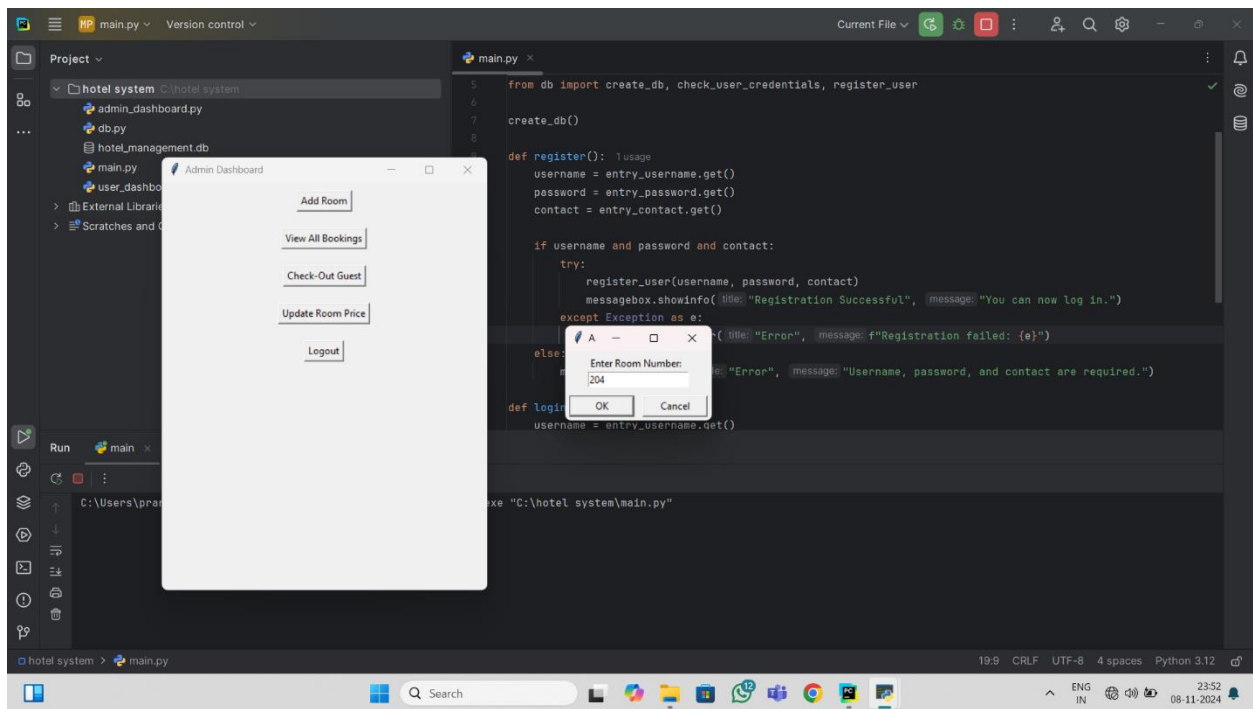 MP main.py Version control Current File
Project
main.py
hotel system C:\hotel system
admin_dashboard.py
db.py
hotel_management.db
main.py
user_dashbo
External Librarie
Scratches and
Admin Dashboard
Add Room
View All Bookings
Check-Out Guest
Update Room Price
Logout
5 from db import create_db, check_user_credentials, register_user
6
7 create_db()
8
def register(): 1 usage
username = entry_username.get()
password = entry_password.get()
contact = entry_contact.get()
if username and password and contact:
try:
register_user(username, password, contact)
messagebox.showinfo( title: "Registration Successful", message: "You can now log in.")
except Exception as e:
( title: "Error", message: f"Registration failed: {e}")
else:
"Error", message: "Username, password, and contact are required.")
def login
username = entry_username.get()
A
Enter Room Number:
204
OK Cancel
Run main
C:\Users\pra
exe "C:\hotel system\main.py"
hotel system > main.py 19:9 CRLF UTF-8 4 spaces Python 3.12
Search
12
ENG
IN
23:52
08-11-2024